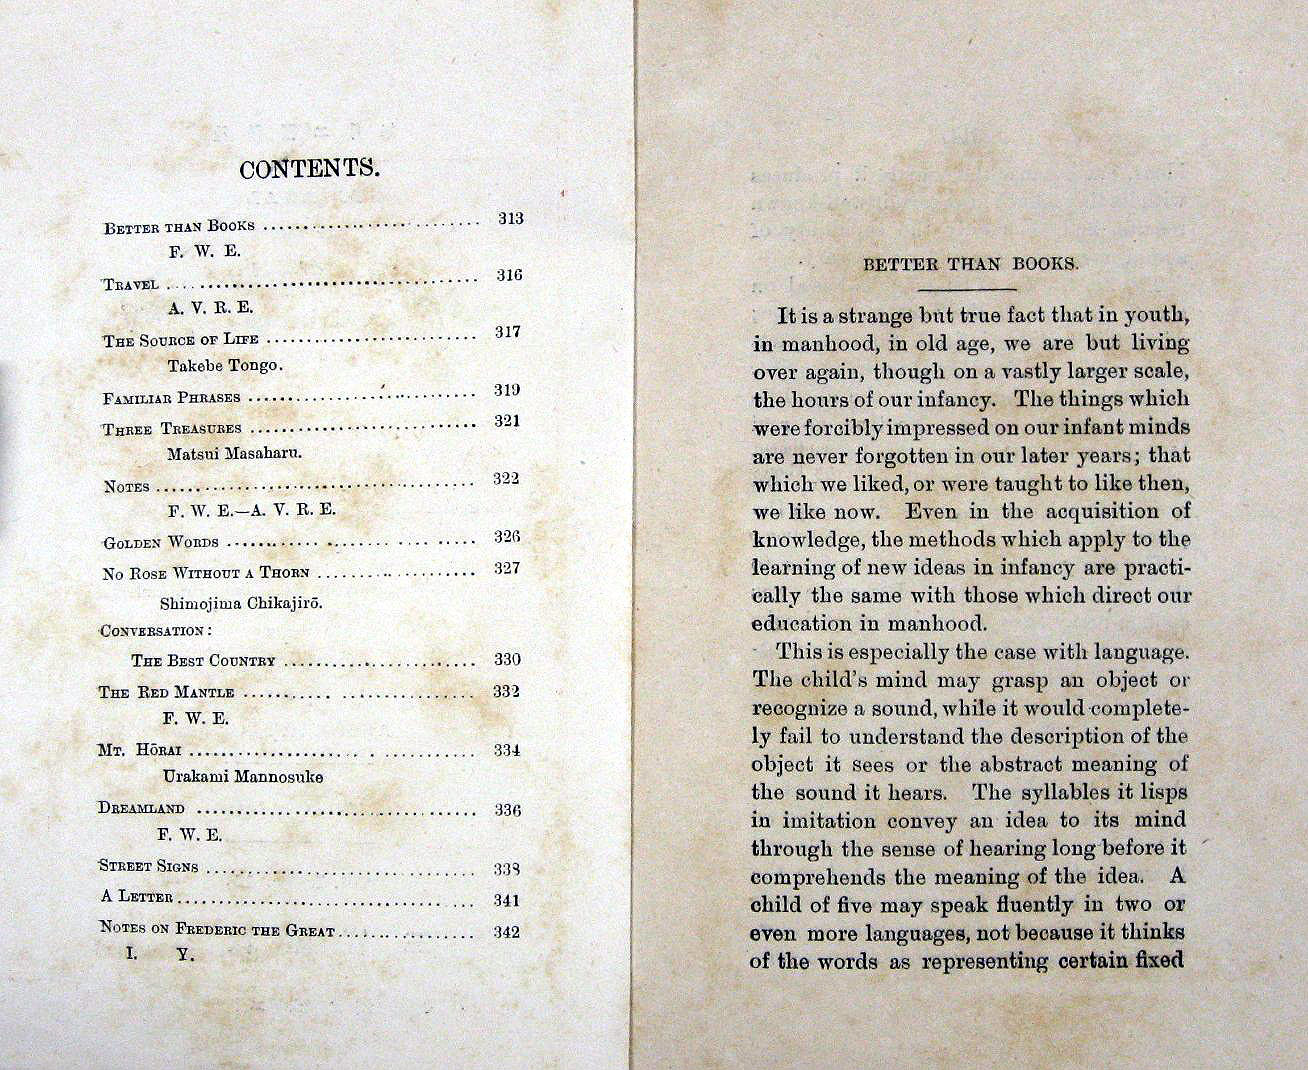 CONTENTS.
BETTER THAN BOOKS ............................ 313
F. W. E.
TRAVEL ........................................ 316
A. V. R. E.
THE SOURCE OF LIFE ........................... 317
Takebe Tongo.
FAMILIAR PHRASES ............................. 319
THREE TREASURES ............................. 321
Matsui Masaharu.
NOTES ......................................... 322
F. W. E.—A. V. R. E.
GOLDEN WORDS ................................ 326
NO ROSE WITHOUT A THORN .................... 327
Shimojima Chikajirō.
CONVERSATION:
THE BEST COUNTRY ........................ 330
THE RED MANTLE ............................. 332
F. W. E.
MT. HŌRAI .................................... 334
Urakami Mannosuke
DREAMLAND ................................... 336
F. W. E.
STREET SIGNS .................................. 338
A LETTER ...................................... 341
NOTES ON FREDERIC THE GREAT ................. 342
I. Y.
BETTER THAN BOOKS.
It is a strange but true fact that in youth,
in manhood, in old age, we are but living
over again, though on a vastly larger scale,
the hours of our infancy. The things which
were forcibly impressed on our infant minds
are never forgotten in our later years; that
which we liked, or were taught to like then,
we like now. Even in the acquisition of
knowledge, the methods which apply to the
learning of new ideas in infancy are practi-
cally the same with those which direct our
education in manhood.
This is especially the case with language.
The child's mind may grasp an object or
recognize a sound, while it would complete-
ly fail to understand the description of the
object it sees or the abstract meaning of
the sound it hears. The syllables it lisps
in imitation convey an idea to its mind
through the sense of hearing long before it
comprehends the meaning of the idea. A
child of five may speak fluently in two or
even more languages, not because it thinks
of the words as representing certain fixed